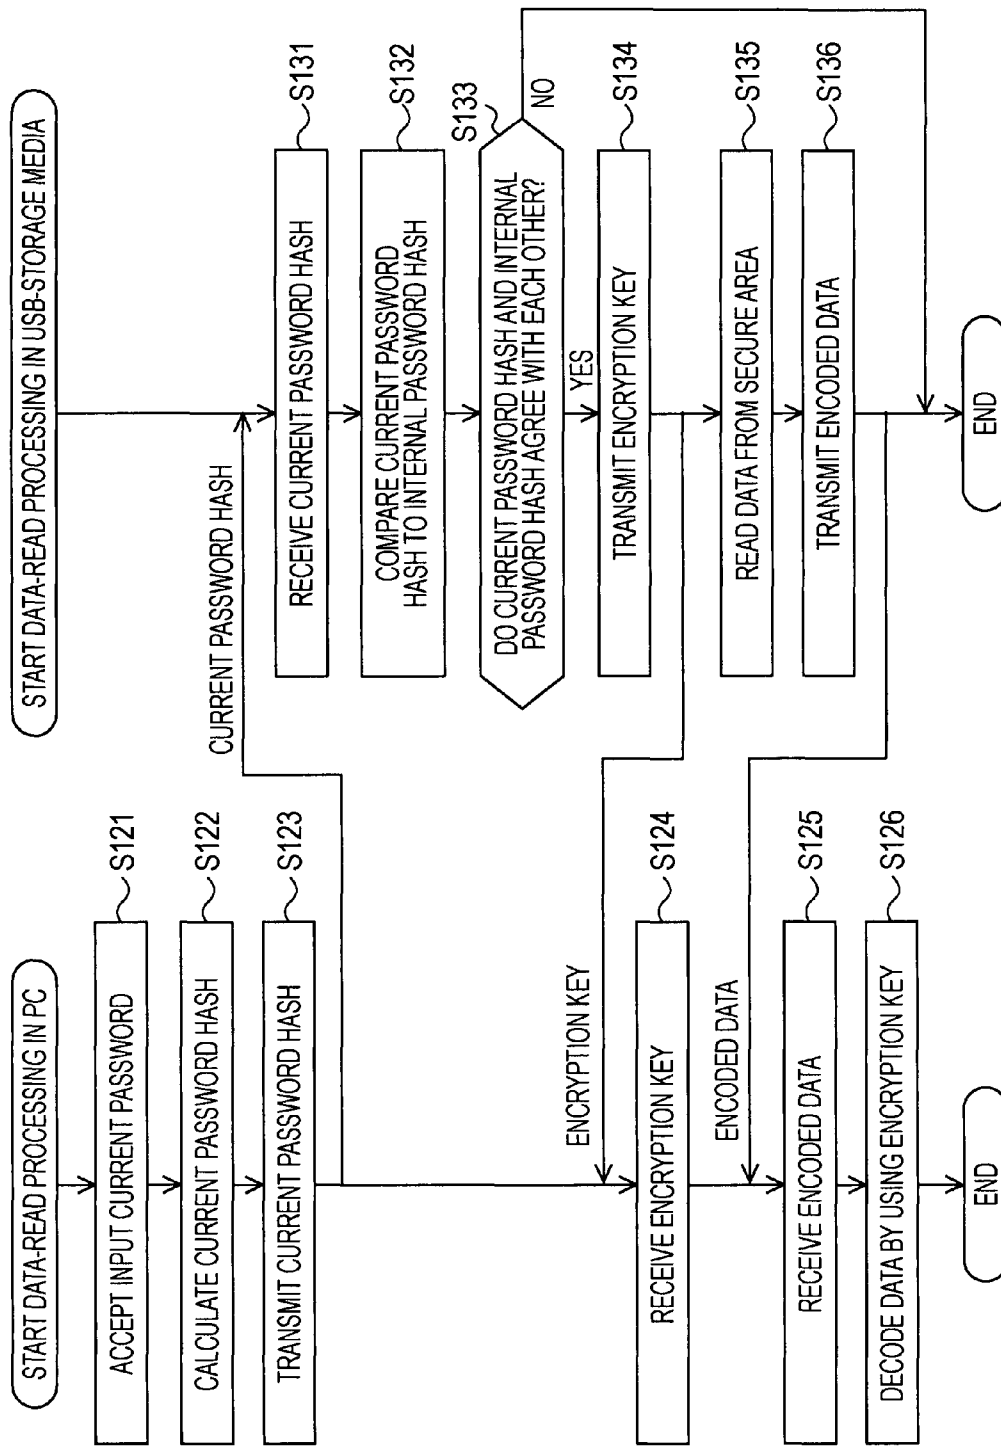 START DATA-READ PROCESSING IN PC
ACCEPT INPUT CURRENT PASSWORD
S121
CALCULATE CURRENT PASSWORD HASH
S122
TRANSMIT CURRENT PASSWORD HASH
S123
ENCRYPTION KEY
RECEIVE ENCRYPTION KEY
S124
ENCODED DATA
RECEIVE ENCODED DATA
S125
DECODE DATA BY USING ENCRYPTION KEY
S126
END
START DATA-READ PROCESSING IN USB-STORAGE MEDIA
CURRENT PASSWORD HASH
RECEIVE CURRENT PASSWORD HASH
S131
COMPARE CURRENT PASSWORD
HASH TO INTERNAL PASSWORD HASH
S132
DO CURRENT PASSWORD HASH AND INTERNAL
PASSWORD HASH AGREE WITH EACH OTHER?
S133
NO
YES
TRANSMIT ENCRYPTION KEY
S134
READ DATA FROM SECURE AREA
S135
TRANSMIT ENCODED DATA
S136
END